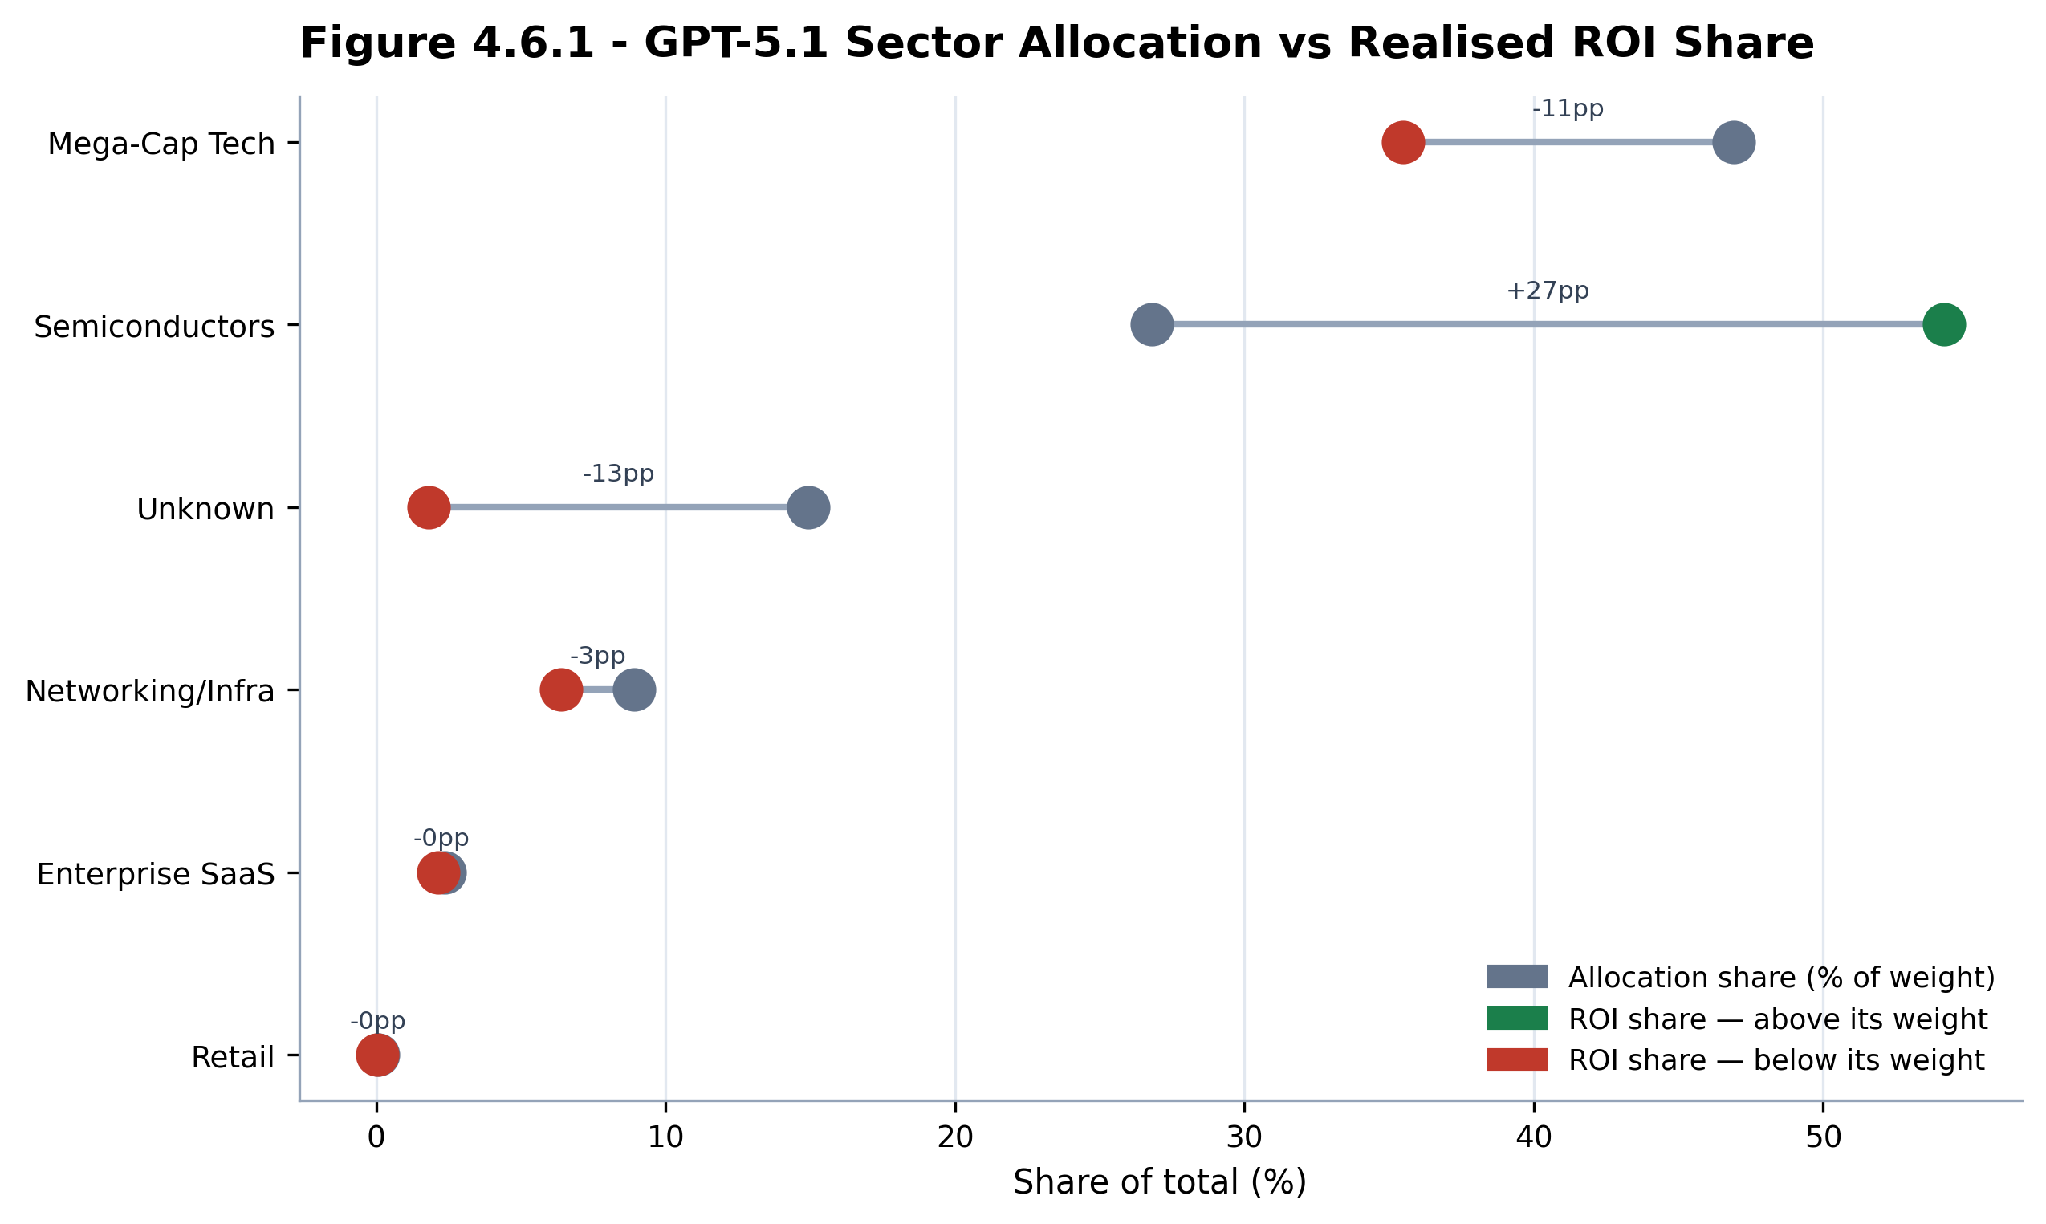 Figure 4.6.1 - GPT-5.1 Sector Allocation vs Realised ROI Share
Mega-Cap Tech
-11pp
Semiconductors
+27pp
Unknown
-13pp
Networking/Infra
-3pp
Enterprise SaaS
-0pp
Retail
-0pp
Allocation share (% of weight)
ROI share — above its weight
ROI share — below its weight
0 10 20 30 40 50
Share of total (%)